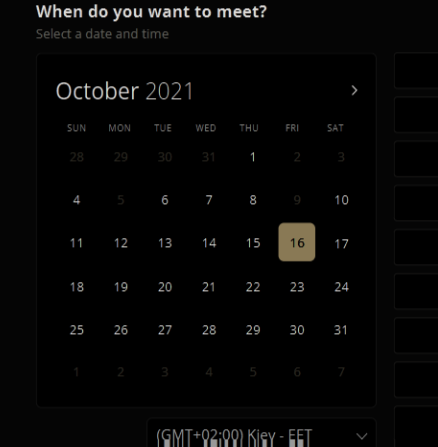 When do you want to meet?
Select a date and time
October 2021 >
SUN MON TUE WED THU FRI SAT
28 29 30 31 1 2 3
4 5 6 7 8 9 10
11 12 13 14 15 16 17
18 19 20 21 22 23 24
25 26 27 28 29 30 31
1 2 3 4 5 6 7
(GMT+02:00) Kiev - EET